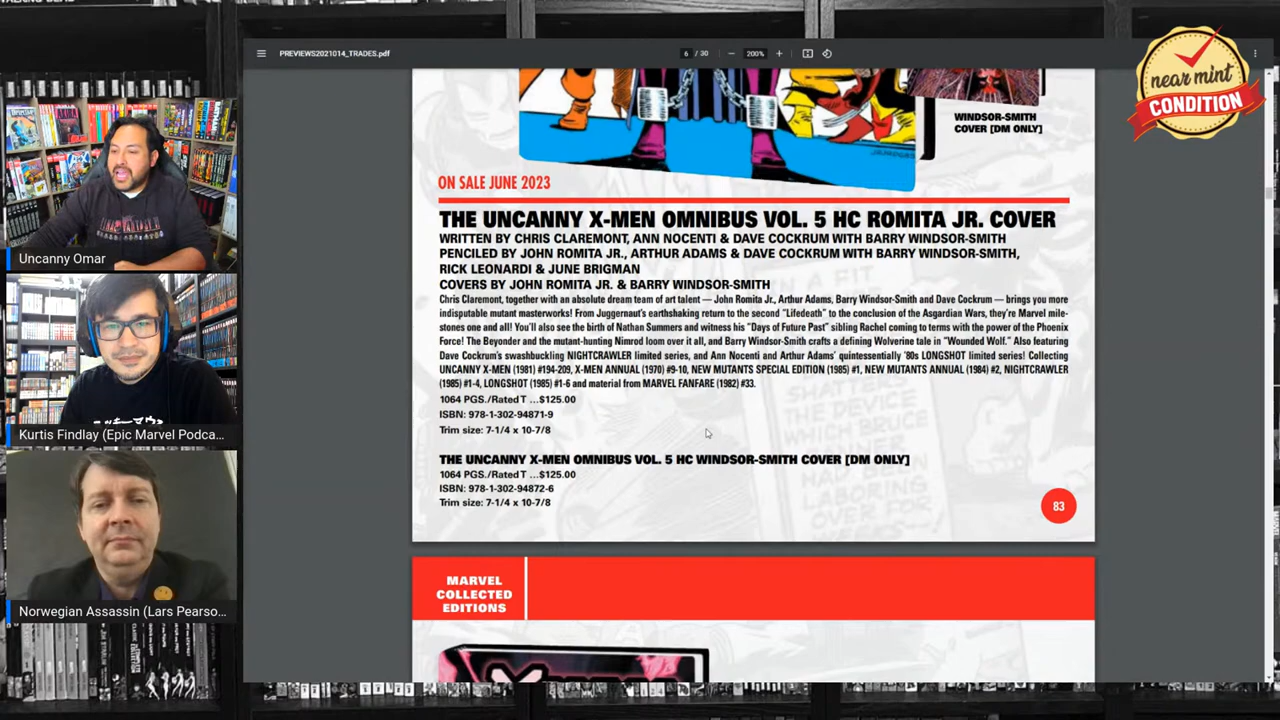 PREVIEWS2021014_TRADES.pdf
6 / 30
200%
near mint
CONDITION
WINDSOR-SMITH
COVER [DM ONLY]
ON SALE JUNE 2023
THE UNCANNY X-MEN OMNIBUS VOL. 5 HC ROMITA JR. COVER
WRITTEN BY CHRIS CLAREMONT, ANN NOCENTI & DAVE COCKRUM WITH BARRY WINDSOR-SMITH
PENCILED BY JOHN ROMITA JR., ARTHUR ADAMS & DAVE COCKRUM WITH BARRY WINDSOR-SMITH,
RICK LEONARDI & JUNE BRIGMAN
COVERS BY JOHN ROMITA JR. & BARRY WINDSOR-SMITH
Chris Claremont, together with an absolute dream team of art talent — John Romita Jr., Arthur Adams, Barry Windsor-Smith and Dave Cockrum — brings you more
indisputable mutant masterworks! From Juggernaut's earthshaking return to the second "Lifedeath" to the conclusion of the Asgardian Wars, they're Marvel mile-
stones one and all! You'll also see the birth of Nathan Summers and witness his "Days of Future Past" sibling Rachel coming to terms with the power of the Phoenix
Force! The Beyonder and the mutant-hunting Nimrod loom over it all, and Barry Windsor-Smith crafts a defining Wolverine tale in "Wounded Wolf." Also featuring
Dave Cockrum's swashbuckling NIGHTCRAWLER limited series, and Ann Nocenti and Arthur Adams' quintessentially '80s LONGSHOT limited series! Collecting
UNCANNY X-MEN (1981) #194-209, X-MEN ANNUAL (1970) #9-10, NEW MUTANTS SPECIAL EDITION (1985) #1, NEW MUTANTS ANNUAL (1984) #2, NIGHTCRAWLER
(1985) #1-4, LONGSHOT (1985) #1-6 and material from MARVEL FANFARE (1982) #33.
1064 PGS./Rated T ...$125.00
ISBN: 978-1-302-94871-9
Trim size: 7-1/4 x 10-7/8
THE UNCANNY X-MEN OMNIBUS VOL. 5 HC WINDSOR-SMITH COVER [DM ONLY]
1064 PGS./Rated T ...$125.00
ISBN: 978-1-302-94872-6
Trim size: 7-1/4 x 10-7/8
83
MARVEL
COLLECTED
EDITIONS
Uncanny Omar
Kurtis Findlay (Epic Marvel Podca...
Norwegian Assassin (Lars Pearso...